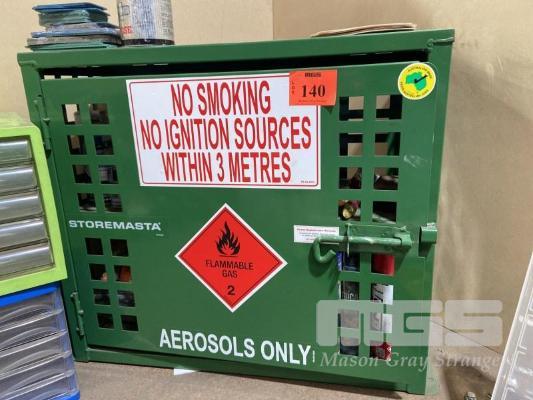 MGS
140
NO SMOKING
NO IGNITION SOURCES
WITHIN 3 METRES
STOREMASTA
FLAMMABLE
GAS
2
AEROSOLS ONLY
MGS
Mason Gray Strange